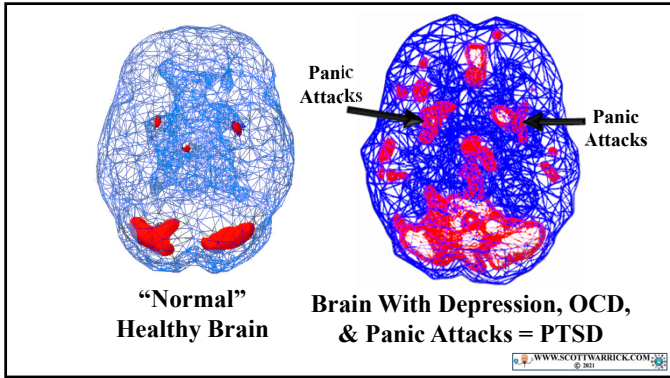 Panic
Attacks
Panic
Attacks
“Normal”
Healthy Brain
Brain With Depression, OCD,
& Panic Attacks = PTSD
WWW.SCOTTWARRICK.COM
© 2021